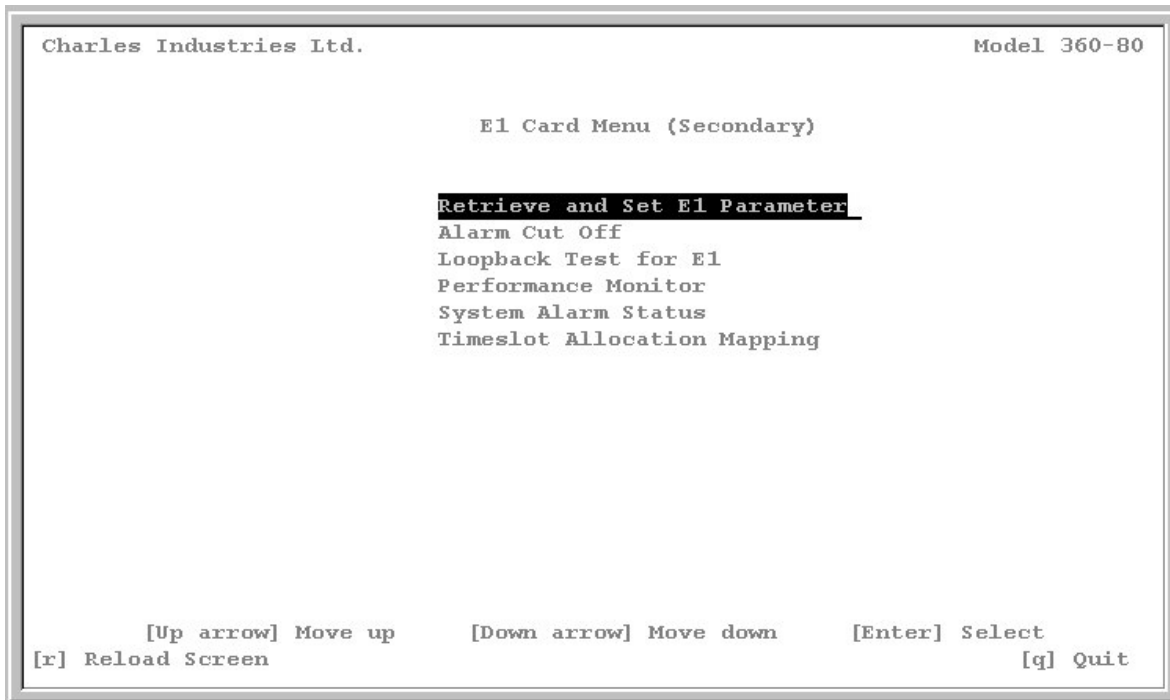 Charles Industries Ltd. Model 360-80
E1 Card Menu (Secondary)
Retrieve and Set E1 Parameter
Alarm Cut Off
Loopback Test for E1
Performance Monitor
System Alarm Status
Timeslot Allocation Mapping
[Up arrow] Move up [Down arrow] Move down [Enter] Select
[r] Reload Screen [q] Quit